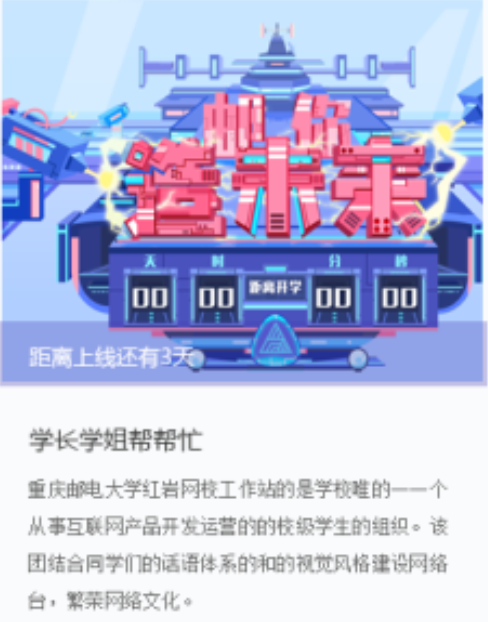 邮你
造未来
天 时 分 秒
00 00 距离开学 00 00
距离上线还有3天
学长学姐帮帮忙
重庆邮电大学红岩网校工作站的是学校唯的一一个
从事互联网产品开发运营的的校级学生的组织。该
团结合同学们的话语体系的和的视觉风格建设网络
台，繁荣网络文化。